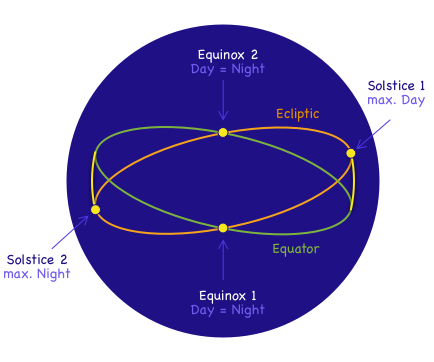 Equinox 2
Day = Night
Solstice 1
max. Day
Ecliptic
Equator
Solstice 2
max. Night
Equinox 1
Day = Night